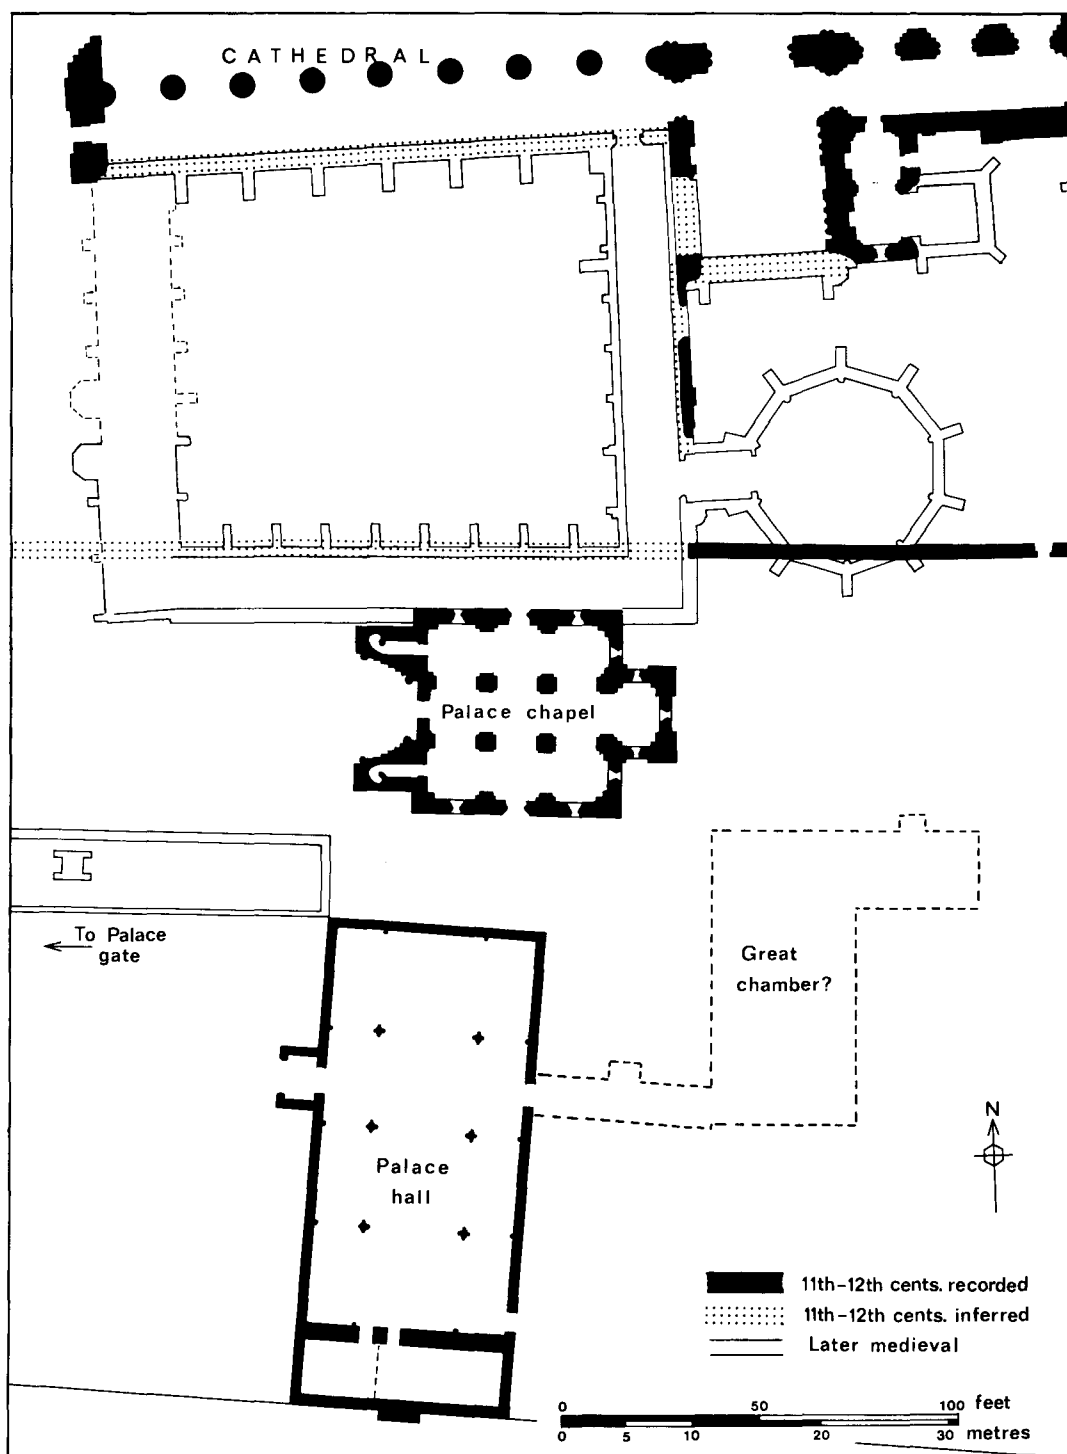 CATHEDRAL
Palace chapel
To Palace
gate
Great
chamber?
N
Palace
hall
11th-12th cents. recorded
11th-12th cents. inferred
Later medieval
0 50 100 feet
0 5 10 20 30 metres